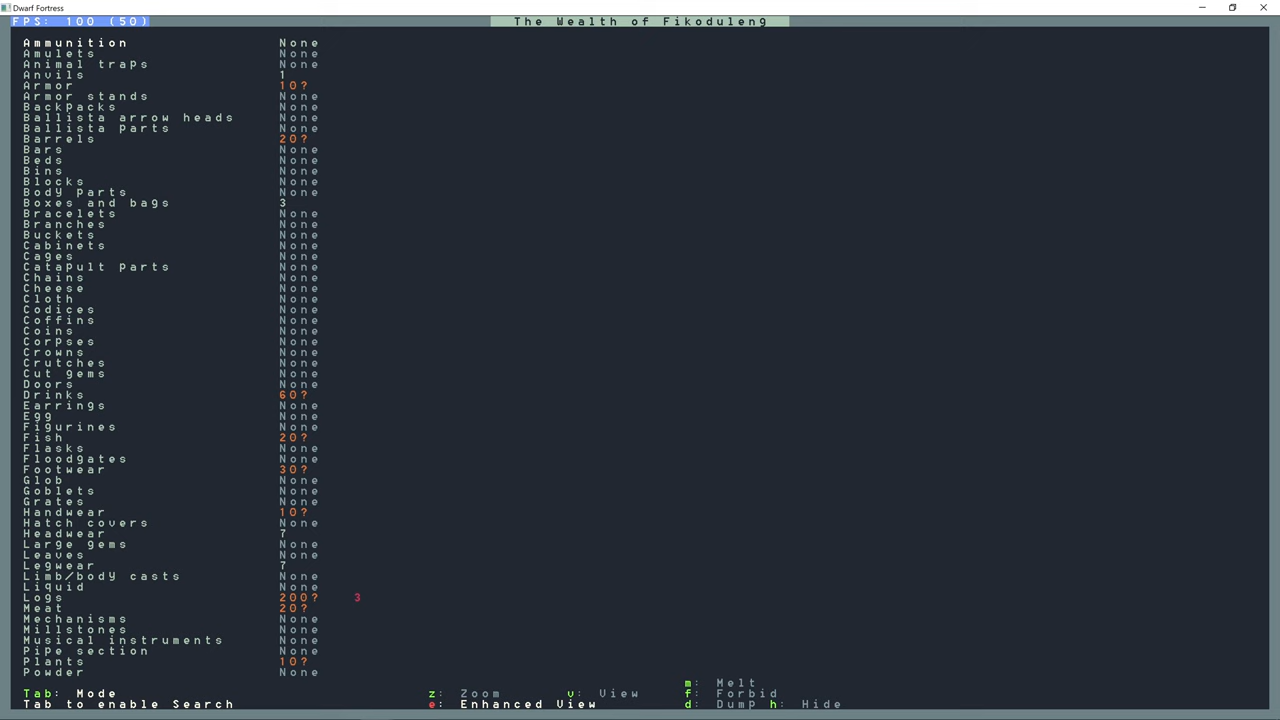 Dwarf Fortress
FPS: 100 (50) The Wealth of Fikoduleng
Ammunition None
Amulets None
Animal traps None
Anvils 1
Armor 10?
Armor stands None
Backpacks None
Ballista arrow heads None
Ballista parts None
Barrels 20?
Bars None
Beds None
Bins None
Blocks None
Body parts None
Boxes and bags 3
Bracelets None
Branches None
Buckets None
Cabinets None
Cages None
Catapult parts None
Chains None
Cheese None
Cloth None
Codices None
Coffins None
Coins None
Corpses None
Crowns None
Crutches None
Cut gems None
Doors None
Drinks 60?
Earrings None
Egg None
Figurines None
Fish 20?
Flasks None
Floodgates None
Footwear 30?
Glob None
Goblets None
Grates None
Handwear 10?
Hatch covers None
Headwear 7
Large gems None
Leaves None
Legwear 7
Limb/body casts None
Liquid None
Logs 200? 3
Meat 20?
Mechanisms None
Millstones None
Musical instruments None
Pipe section None
Plants 10?
Powder None
m: Melt
Tab: Mode z: Zoom v: View f: Forbid
Tab to enable Search e: Enhanced View d: Dump h: Hide